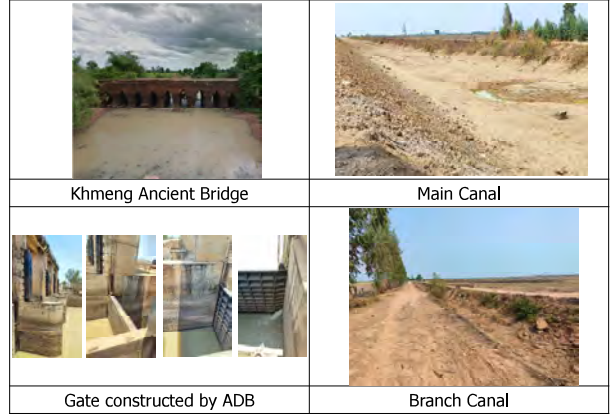 Khmeng Ancient Bridge
Main Canal
Gate constructed by ADB
Branch Canal